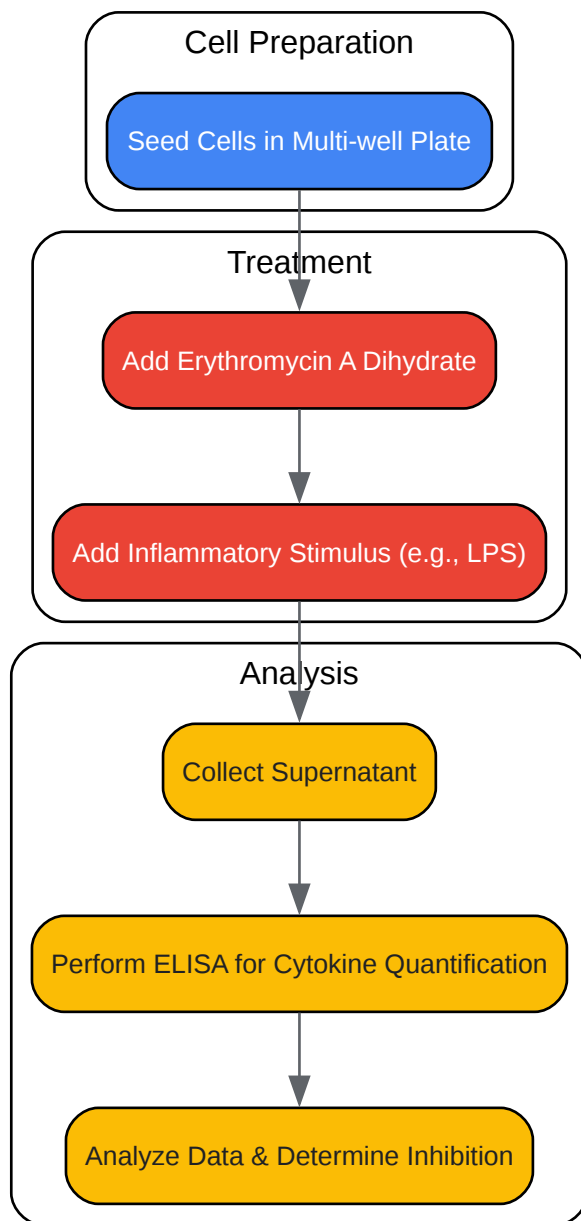 Cell Preparation
Seed Cells in Multi-well Plate
Treatment
Add Erythromycin A Dihydrate
Add Inflammatory Stimulus (e.g., LPS)
Analysis
Collect Supernatant
Perform ELISA for Cytokine Quantification
Analyze Data & Determine Inhibition